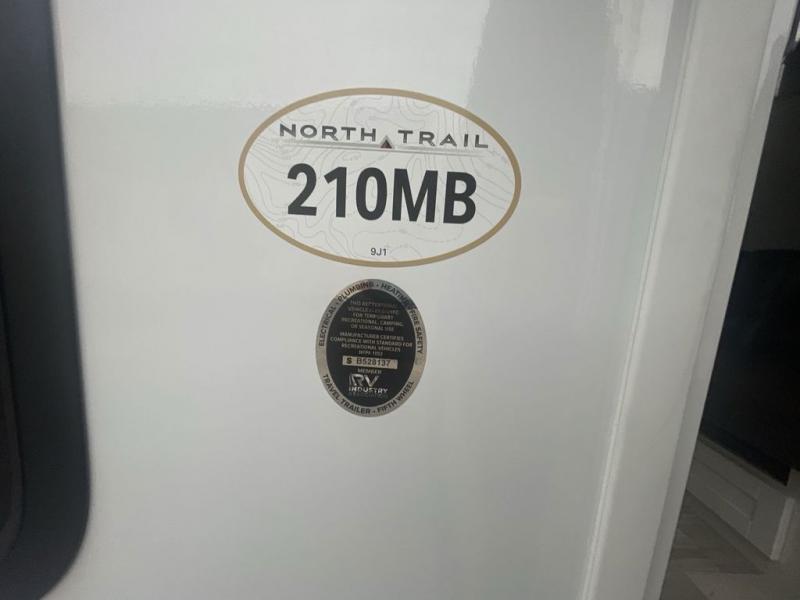 NORTH TRAIL
210MB
9J1
ELECTRICAL • PLUMBING • HEATING • FIRE SAFETY
THIS RECREATIONAL
VEHICLE IS DESIGNED
FOR TEMPORARY
RECREATIONAL, CAMPING,
OR SEASONAL USE
MANUFACTURER CERTIFIES
COMPLIANCE WITH STANDARD FOR
RECREATIONAL VEHICLES
NFPA 1192
$ B528137
MEMBER
RV
INDUSTRY
ASSOCIATION
TRAVEL TRAILER • FIFTH WHEEL